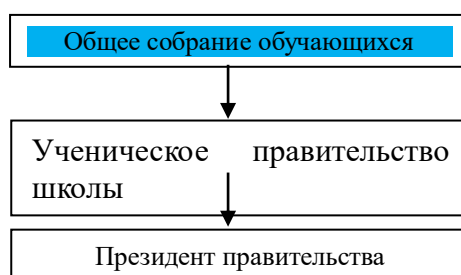 Общее собрание обучающихся
Ученическое правительство
школы
Президент правительства